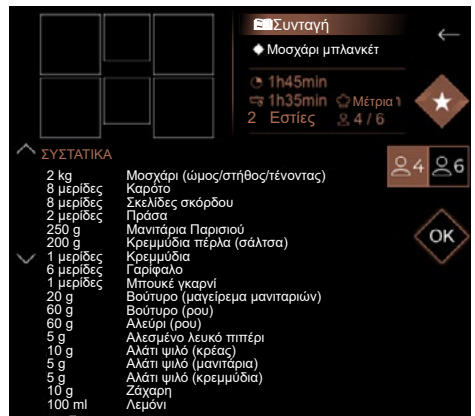 Συνταγή
Μοσχάρι μπλανκέτ
1h45min
1h35min Μέτρια 1
2 Εστίες 4 / 6
ΣΥΣΤΑΤΙΚΑ
4 6
2 kg Μοσχάρι (ώμος/στήθος/τένοντας)
8 μερίδες Καρότο
8 μερίδες Σκελίδες σκόρδου
2 μερίδες Πράσα
250 g Μανιτάρια Παρισιού
200 g Κρεμμύδια πέρλα (σάλτσα)
1 μερίδες Κρεμμύδια
6 μερίδες Γαρίφαλο
1 μερίδες Μπουκέ γκαρνί
20 g Βούτυρο (μαγείρεμα μανιταριών)
60 g Βούτυρο (ρου)
60 g Αλεύρι (ρου)
5 g Αλεσμένο λευκό πιπέρι
10 g Αλάτι ψιλό (κρέας)
5 g Αλάτι ψιλό (μανιτάρια)
5 g Αλάτι ψιλό (κρεμμύδια)
10 g Ζάχαρη
100 ml Λεμόνι
OK